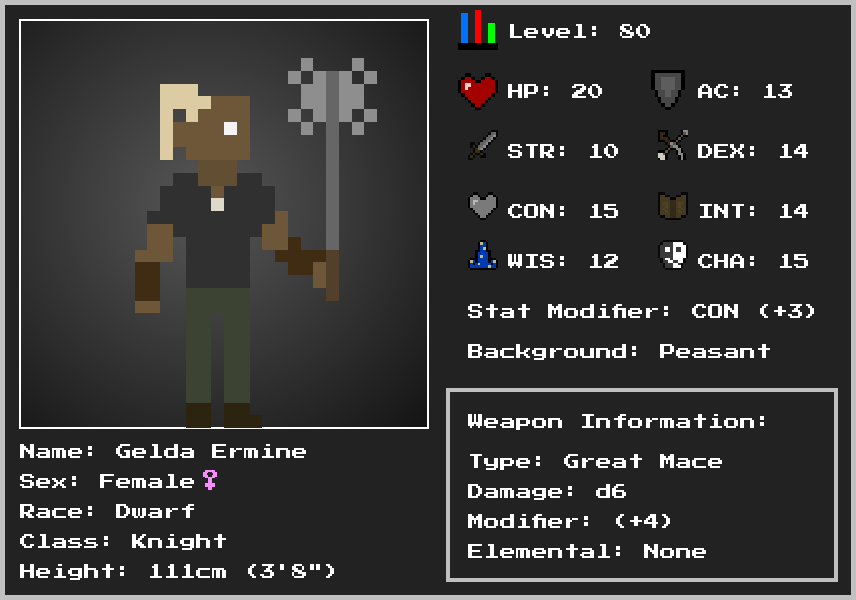 Level: 80
HP: 20
AC: 13
STR: 10
DEX: 14
CON: 15
INT: 14
WIS: 12
CHA: 15
Stat Modifier: CON (+3)
Background: Peasant
Weapon Information:
Type: Great Mace
Damage: d6
Modifier: (+4)
Elemental: None
Name: Gelda Ermine
Sex: Female♀
Race: Dwarf
Class: Knight
Height: 111cm (3'8")